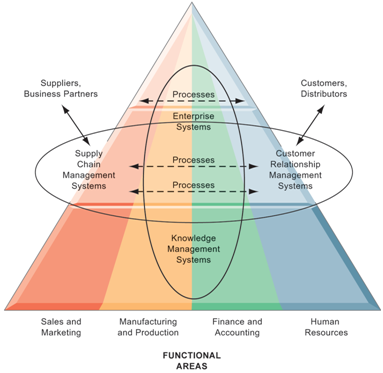 Suppliers,
Business Partners
Customers,
Distributors
Processes
Enterprise
Systems
Supply
Chain
Management
Systems
Processes
Processes
Customer
Relationship
Management
Systems
Knowledge
Management
Systems
Sales and
Marketing
Manufacturing
and Production
Finance and
Accounting
Human
Resources
FUNCTIONAL
AREAS